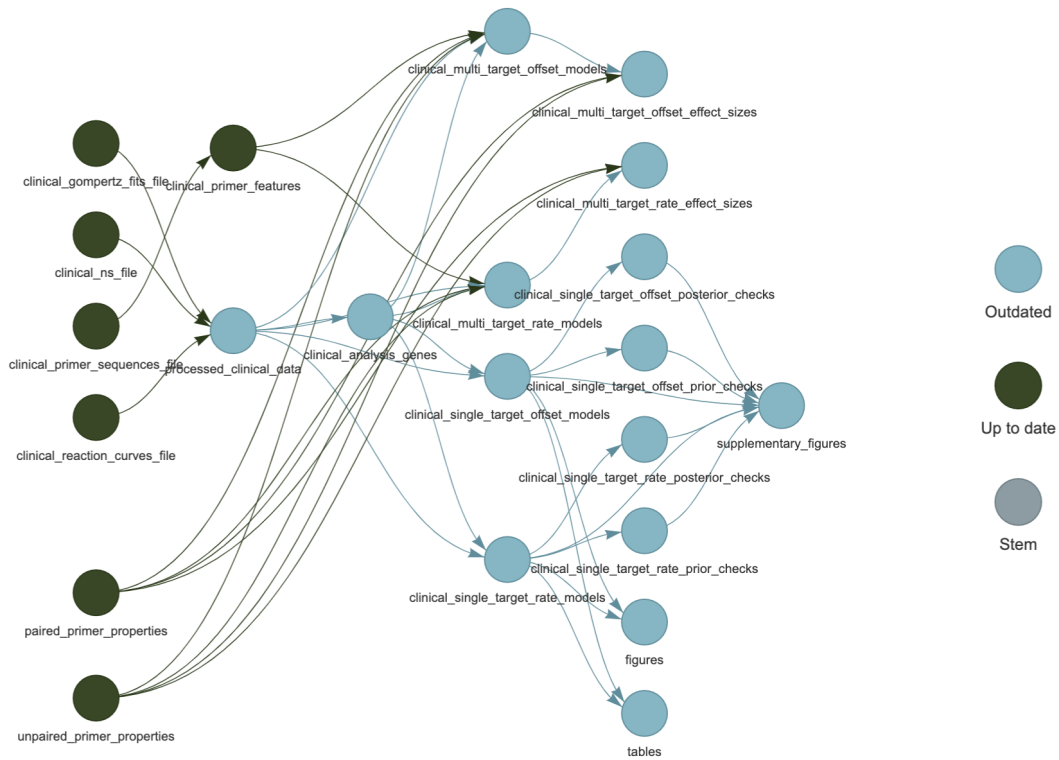 clinical_multi_target_offset_models
clinical_multi_target_offset_effect_sizes
clinical_gompertz_fits_file
clinical_primer_features
clinical_multi_target_rate_effect_sizes
clinical_ns_file
clinical_single_target_offset_posterior_checks
Outdated
clinical_multi_target_rate_models
clinical_analysis_genes
clinical_primer_sequences_file
processed_clinical_data
clinical_single_target_offset_prior_checks
clinical_single_target_offset_models
Up to date
supplementary_figures
clinical_reaction_curves_file
clinical_single_target_rate_posterior_checks
Stem
clinical_single_target_rate_prior_checks
clinical_single_target_rate_models
paired_primer_properties
figures
unpaired_primer_properties
tables